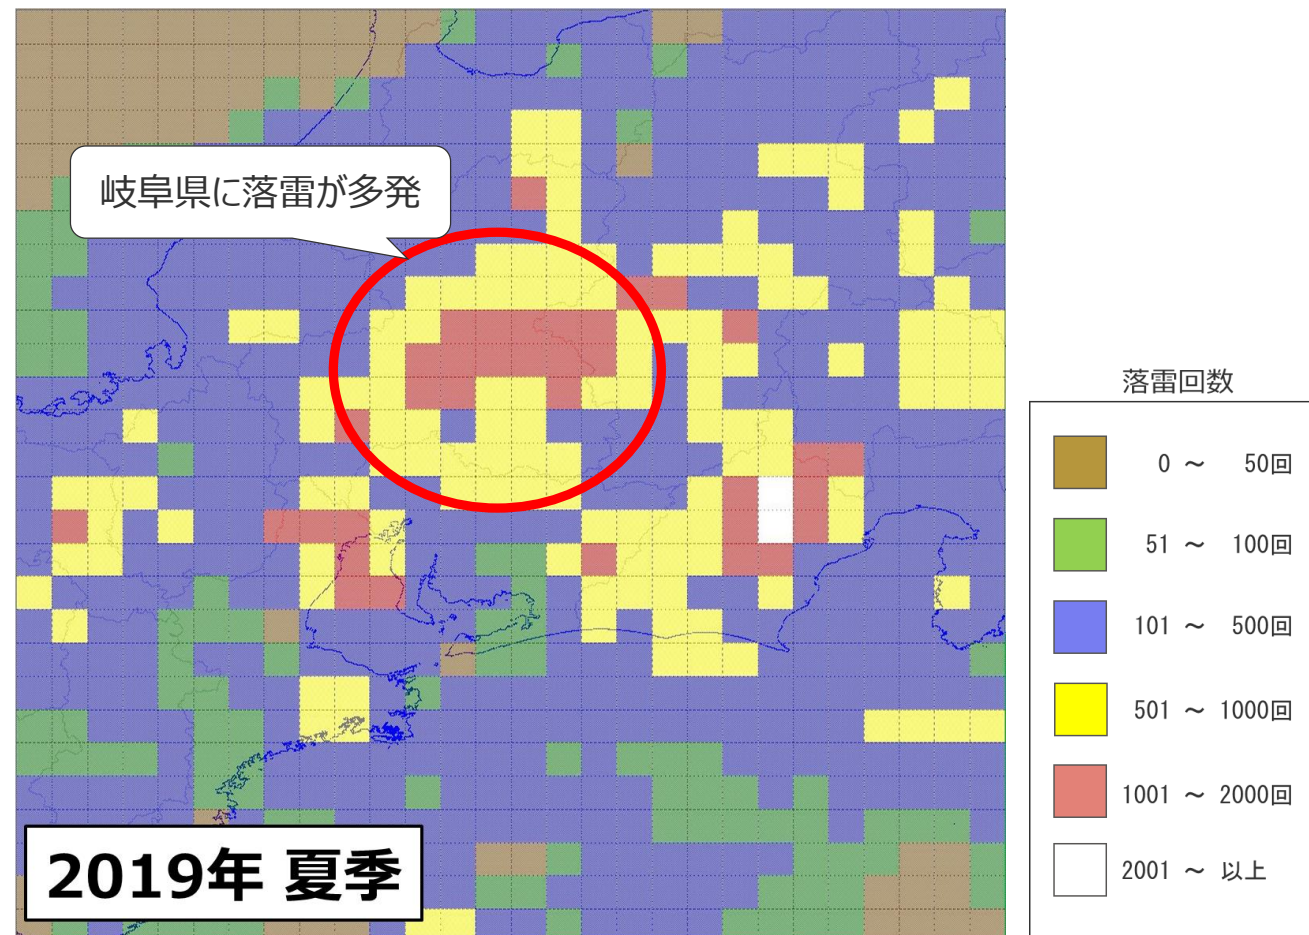 岐阜県に落雷が多発
落雷回数
0 ～ 50回
51 ～ 100回
101 ～ 500回
501 ～ 1000回
1001 ～ 2000回
2001 ～ 以上
2019年 夏季